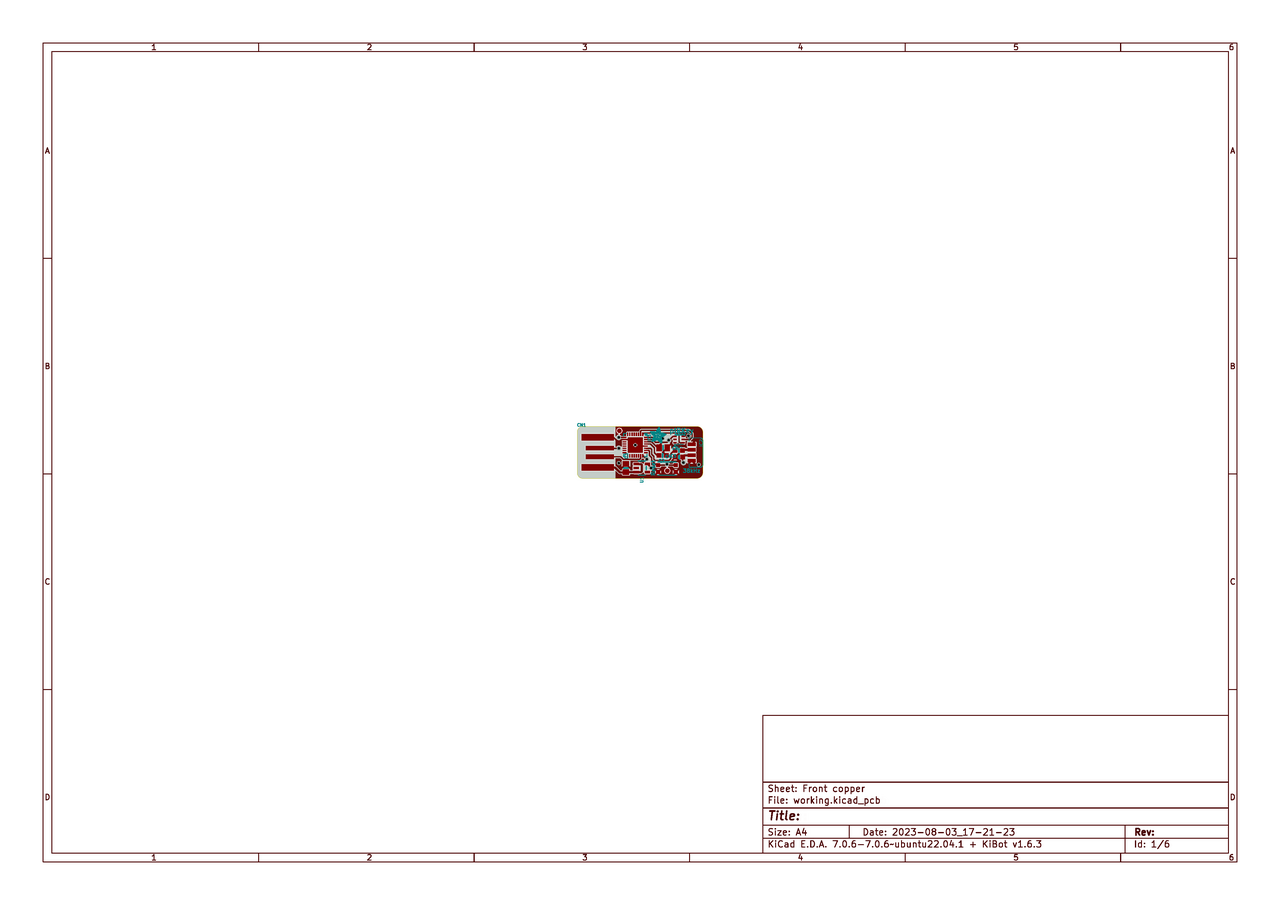 1 2 3 4 5 6
A A
CN1
B B
38kHz
C C
D D
Sheet: Front copper
File: working.kicad_pcb
Title:
Size: A4 Date: 2023-08-03_17-21-23 Rev:
KiCad E.D.A. 7.0.6-7.0.6~ubuntu22.04.1 + KiBot v1.6.3 Id: 1/6
1 2 3 4 5 6